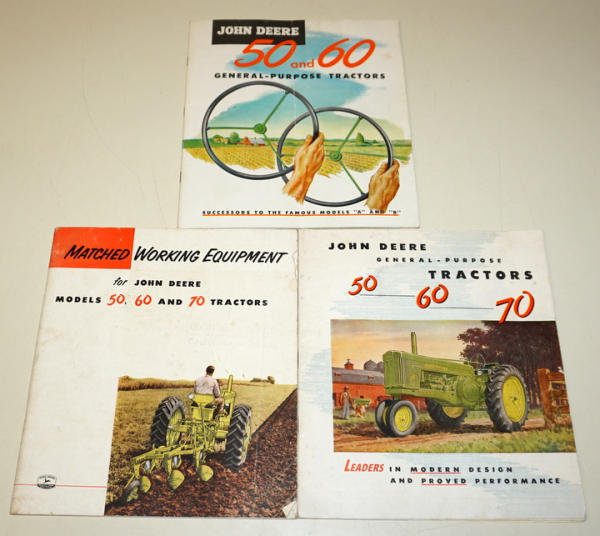 JOHN DEERE
50 and 60
GENERAL-PURPOSE TRACTORS
SUCCESSORS TO THE FAMOUS MODELS "A" AND "B"
MATCHED WORKING EQUIPMENT
for JOHN DEERE
MODELS 50, 60 AND 70 TRACTORS
JOHN DEERE
GENERAL-PURPOSE
TRACTORS
50 60 70
LEADERS IN MODERN DESIGN
AND PROVED PERFORMANCE